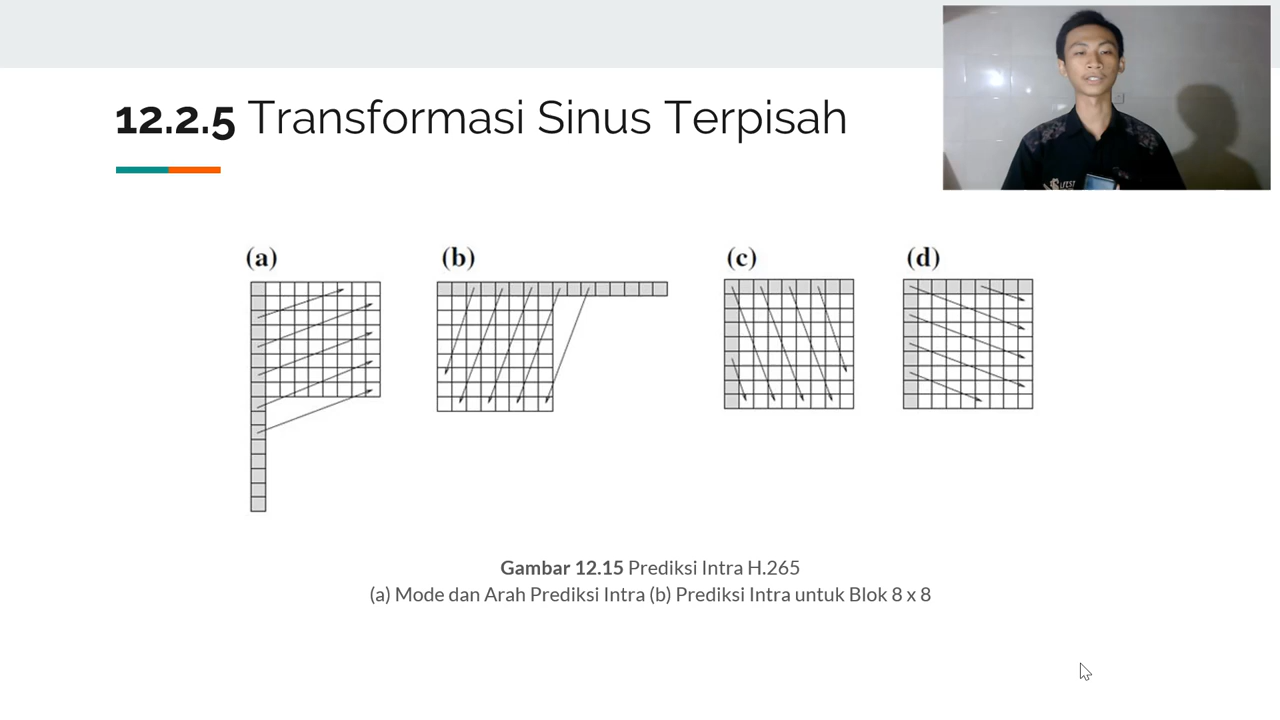 12.2.5 Transformasi Sinus Terpisah
(a) (b) (c) (d)
Gambar 12.15 Prediksi Intra H.265
(a) Mode dan Arah Prediksi Intra (b) Prediksi Intra untuk Blok 8 x 8